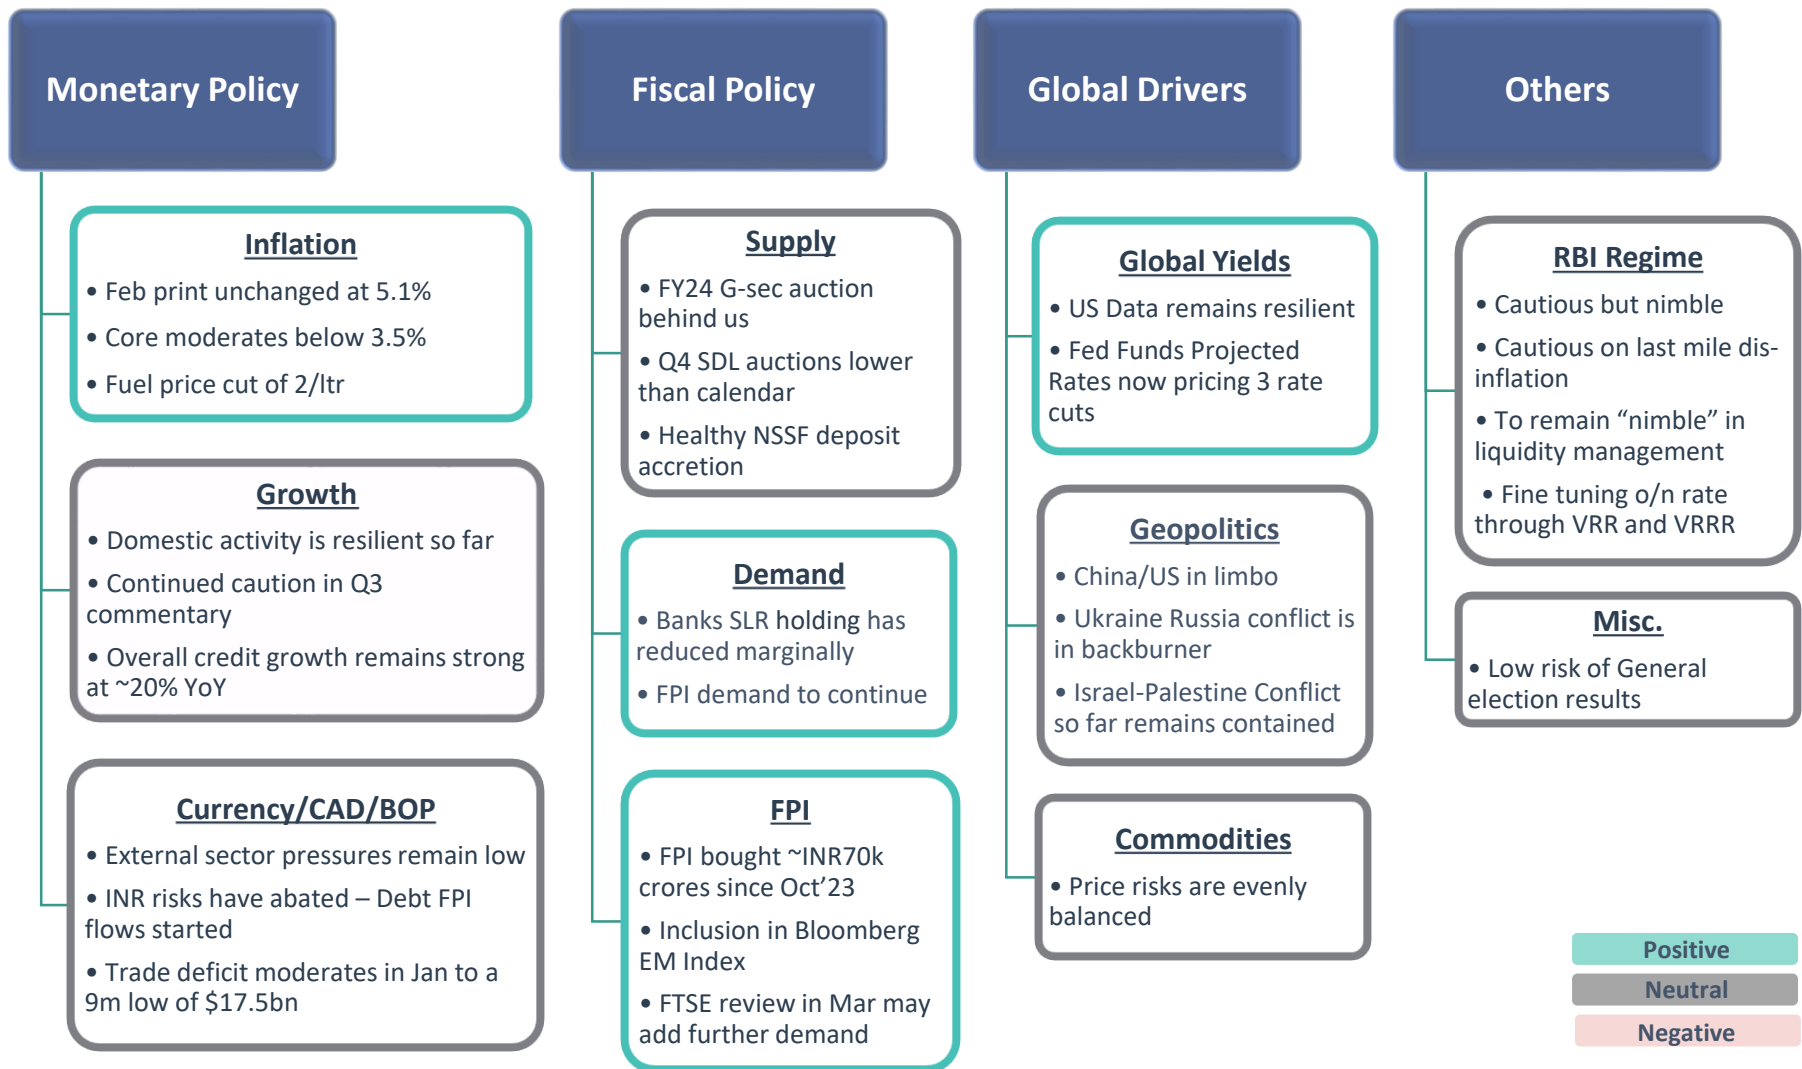 Monetary Policy
Inflation
• Feb print unchanged at 5.1%
• Core moderates below 3.5%
• Fuel price cut of 2/ltr
Growth
• Domestic activity is resilient so far
• Continued caution in Q3
commentary
• Overall credit growth remains strong
at ~20% YoY
Currency/CAD/BOP
• External sector pressures remain low
• INR risks have abated – Debt FPI
flows started
• Trade deficit moderates in Jan to a
9m low of $17.5bn
Fiscal Policy
Supply
• FY24 G-sec auction
behind us
• Q4 SDL auctions lower
than calendar
• Healthy NSSF deposit
accretion
Demand
• Banks SLR holding has
reduced marginally
• FPI demand to continue
FPI
• FPI bought ~INR70k
crores since Oct’23
• Inclusion in Bloomberg
EM Index
• FTSE review in Mar may
add further demand
Global Drivers
Global Yields
• US Data remains resilient
• Fed Funds Projected
Rates now pricing 3 rate
cuts
Geopolitics
• China/US in limbo
• Ukraine Russia conflict is
in backburner
• Israel-Palestine Conflict
so far remains contained
Commodities
• Price risks are evenly
balanced
Others
RBI Regime
• Cautious but nimble
• Cautious on last mile dis-
inflation
• To remain “nimble” in
liquidity management
• Fine tuning o/n rate
through VRR and VRRR
Misc.
• Low risk of General
election results
Positive
Neutral
Negative